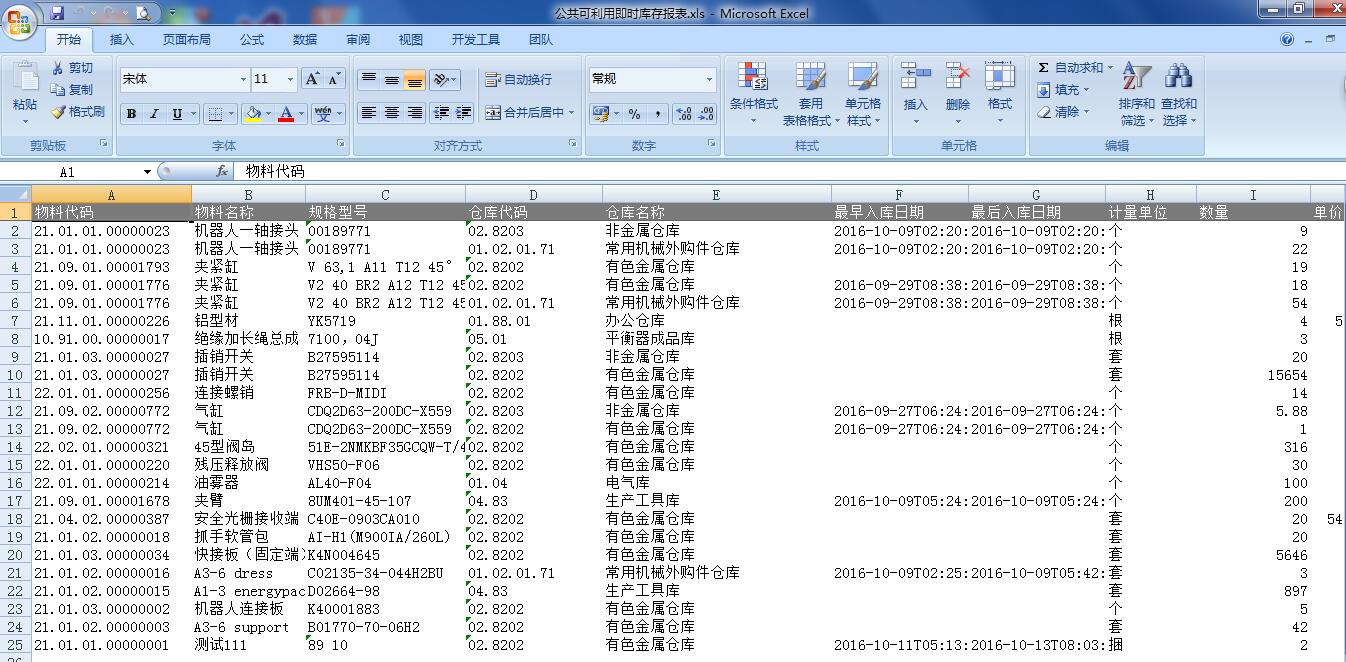 公共可利用即时库存报表.xls - Microsoft Excel
开始 插入 页面布局 公式 数据 审阅 视图 开发工具 团队
粘贴 剪切 复制 格式刷 剪贴板
宋体 11 B I U 字体
自动换行 合并后居中 对齐方式
常规 % , 数字
条件格式 套用表格格式 单元格样式 样式
插入 删除 格式 单元格
Σ 自动求和 填充 清除 排序和筛选 查找和选择 编辑
A1 fx 物料代码
A B C D E F G H I
1 物料代码 物料名称 规格型号 仓库代码 仓库名称 最早入库日期 最后入库日期 计量单位 数量 单价
2 21.01.01.00000023 机器人一轴接头 00189771 02.8203 非金属仓库 2016-10-09T02:20: 2016-10-09T02:20: 个 9
3 21.01.01.00000023 机器人一轴接头 00189771 01.02.01.71 常用机械外购件仓库 2016-10-09T02:20: 2016-10-09T02:20: 个 22
4 21.09.01.00001793 夹紧缸 V 63,1 A11 T12 45° 02.8202 有色金属仓库 个 19
5 21.09.01.00001776 夹紧缸 V2 40 BR2 A12 T12 45 02.8202 有色金属仓库 2016-09-29T08:38: 2016-09-29T08:38: 个 18
6 21.09.01.00001776 夹紧缸 V2 40 BR2 A12 T12 45 01.02.01.71 常用机械外购件仓库 2016-09-29T08:38: 2016-09-29T08:38: 个 54
7 21.11.01.00000226 铝型材 YK5719 01.88.01 办公仓库 根 4 5
8 10.91.00.00000017 绝缘加长绳总成 7100，04J 05.01 平衡器成品库 根 3
9 21.01.03.00000027 插销开关 B27595114 02.8203 非金属仓库 套 20
10 21.01.03.00000027 插销开关 B27595114 02.8202 有色金属仓库 套 15654
11 22.01.01.00000256 连接螺销 FRB-D-MIDI 02.8202 有色金属仓库 个 14
12 21.09.02.00000772 气缸 CDQ2D63-200DC-X559 02.8203 非金属仓库 2016-09-27T06:24: 2016-09-27T06:24: 个 5.88
13 21.09.02.00000772 气缸 CDQ2D63-200DC-X559 02.8202 有色金属仓库 2016-09-27T06:24: 2016-09-27T06:24: 个 1
14 22.02.01.00000321 45型阀岛 51E-2NMKBF35GCQW-T/4 02.8202 有色金属仓库 个 316
15 22.01.01.00000220 残压释放阀 VHS50-F06 02.8202 有色金属仓库 个 30
16 22.01.01.00000214 油雾器 AL40-F04 01.04 电气库 个 100
17 21.09.01.00001678 夹臂 8UM401-45-107 04.83 生产工具库 2016-10-09T05:24: 2016-10-09T05:24: 个 200
18 21.04.02.00000387 安全光栅接收端 C40E-0903CA010 02.8202 有色金属仓库 套 20 54
19 21.01.02.00000018 抓手软管包 AI-H1(M900IA/260L) 02.8202 有色金属仓库 套 20
20 21.01.03.00000034 快接板（固定端） K4N004645 02.8202 有色金属仓库 套 5646
21 21.01.02.00000016 A3-6 dress C02135-34-044H2BU 01.02.01.71 常用机械外购件仓库 2016-10-09T02:25: 2016-10-09T05:42: 套 3
22 21.01.02.00000015 A1-3 energypac D02664-98 04.83 生产工具库 套 897
23 21.01.03.00000002 机器人连接板 K40001883 02.8202 有色金属仓库 个 5
24 21.01.02.00000003 A3-6 support B01770-70-06H2 02.8202 有色金属仓库 套 42
25 21.01.01.00000001 测试111 89 10 02.8202 有色金属仓库 2016-10-11T05:13: 2016-10-13T08:03: 捆 2